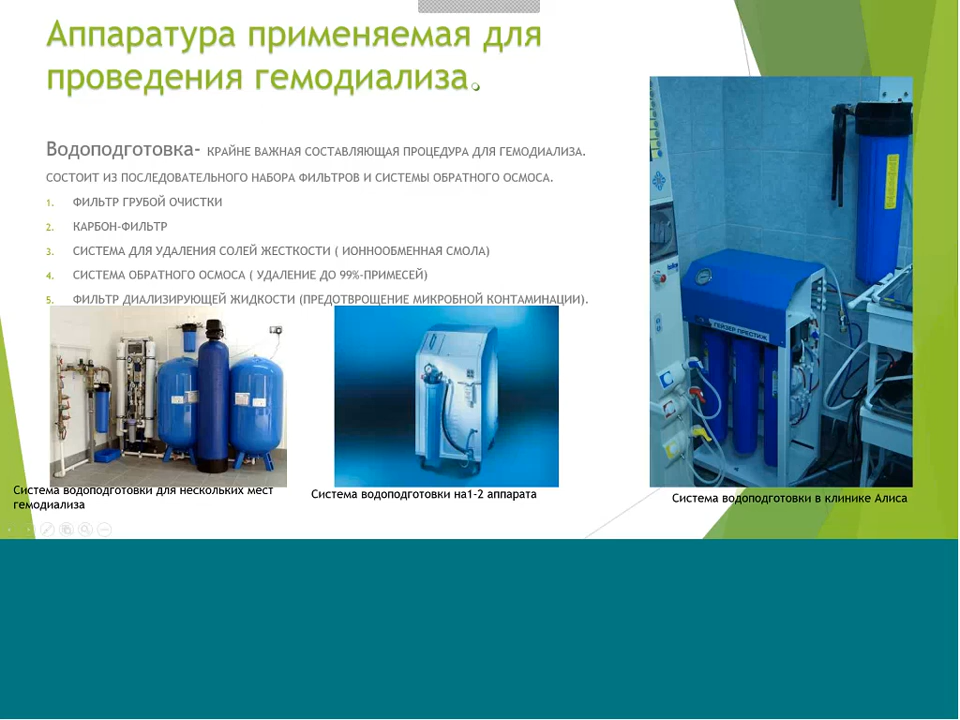 Аппаратура применяемая для
проведения гемодиализа.
Водоподготовка- КРАЙНЕ ВАЖНАЯ СОСТАВЛЯЮЩАЯ ПРОЦЕДУРА ДЛЯ ГЕМОДИАЛИЗА.
СОСТОИТ ИЗ ПОСЛЕДОВАТЕЛЬНОГО НАБОРА ФИЛЬТРОВ И СИСТЕМЫ ОБРАТНОГО ОСМОСА.
1. ФИЛЬТР ГРУБОЙ ОЧИСТКИ
2. КАРБОН-ФИЛЬТР
3. СИСТЕМА ДЛЯ УДАЛЕНИЯ СОЛЕЙ ЖЕСТКОСТИ ( ИОННООБМЕННАЯ СМОЛА)
4. СИСТЕМА ОБРАТНОГО ОСМОСА ( УДАЛЕНИЕ ДО 99%-ПРИМЕСЕЙ)
5. ФИЛЬТР ДИАЛИЗИРУЮЩЕЙ ЖИДКОСТИ (ПРЕДОТВРОЩЕНИЕ МИКРОБНОЙ КОНТАМИНАЦИИ).
ГЕЙЗЕР ПРЕСТИЖ
Система водоподготовки для нескольких мест
гемодиализа
Система водоподготовки на1-2 аппарата
Система водоподготовки в клинике Алиса